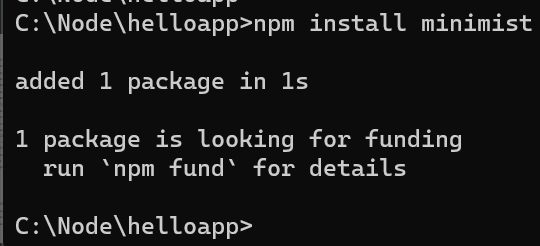 C:\Node\helloapp>npm install minimist
added 1 package in 1s
1 package is looking for funding
run `npm fund` for details
C:\Node\helloapp>